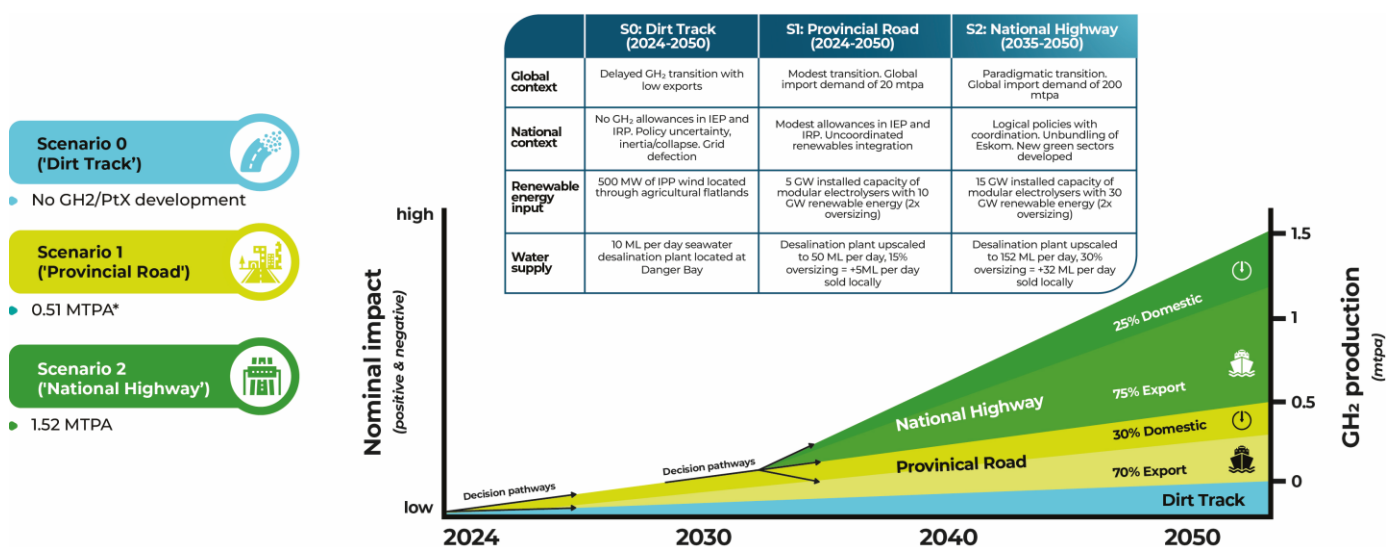 Scenario 0
('Dirt Track')
No GH2/PtX development
Scenario 1
('Provincial Road')
0.51 MTPA*
Scenario 2
('National Highway')
1.52 MTPA
S0: Dirt Track
(2024-2050)
S1: Provincial Road
(2024-2050)
S2: National Highway
(2035-2050)
Global
context
Delayed GH₂ transition with
low exports
Modest transition. Global
import demand of 20 mtpa
Paradigmatic transition.
Global import demand of 200
mtpa
National
context
No GH₂ allowances in IEP and
IRP. Policy uncertainty,
inertia/collapse. Grid
defection
Modest allowances in IEP and
IRP. Uncoordinated
renewables integration
Logical policies with
coordination. Unbundling of
Eskom. New green sectors
developed
Renewable
energy
input
500 MW of IPP wind located
through agricultural flatlands
5 GW installed capacity of
modular electrolysers with 10
GW renewable energy (2x
oversizing)
15 GW installed capacity of
modular electrolysers with 30
GW renewable energy (2x
oversizing)
Water
supply
10 ML per day seawater
desalination plant located at
Danger Bay
Desalination plant upscaled
to 50 ML per day, 15%
oversizing = +5ML per day
sold locally
Desalination plant upscaled
to 152 ML per day, 30%
oversizing = +32 ML per day
sold locally
high
Nominal impact
(positive & negative)
low
Decision pathways
Decision pathways
25% Domestic
75% Export
National Highway
30% Domestic
Provinical Road
70% Export
Dirt Track
1.5
1
0.5
0
GH₂ production
(mtpa)
2024
2030
2040
2050